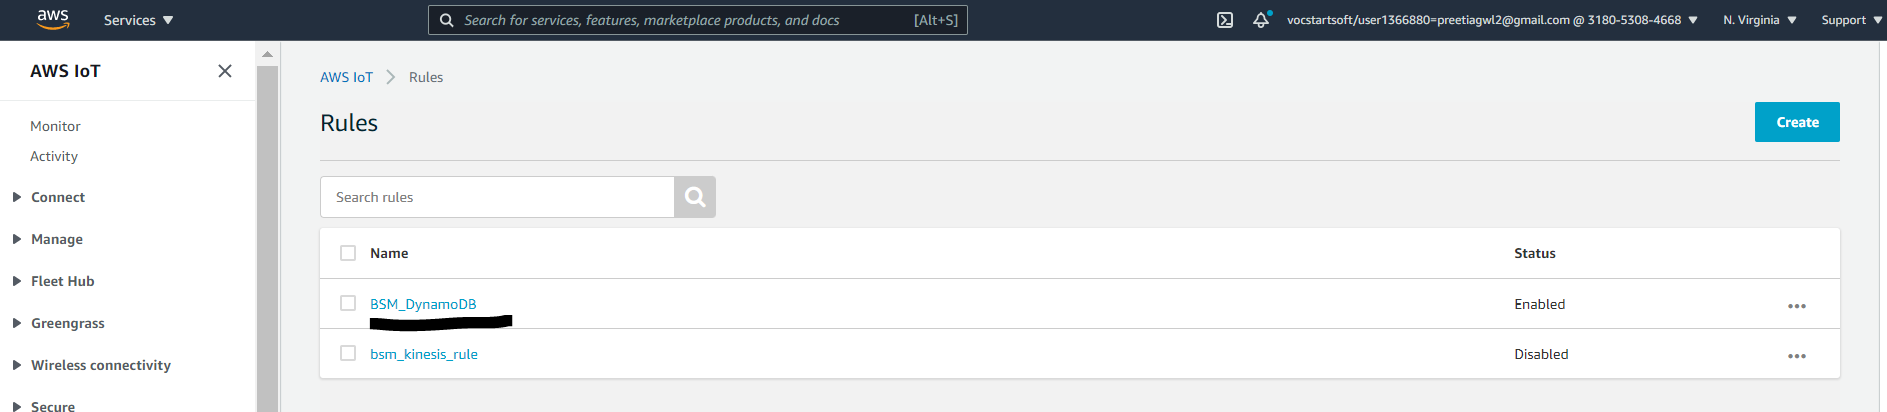 aws Services Search for services, features, marketplace products, and docs [Alt+S] vocstartsoft/user1366880=preetiagwl2@gmail.com @ 3180-5308-4668 N. Virginia Support
AWS IoT
AWS IoT Rules
Rules
Create
Monitor
Activity
Connect
Manage
Fleet Hub
Greengrass
Wireless connectivity
Secure
Search rules
Name Status
BSM_DynamoDB Enabled
bsm_kinesis_rule Disabled